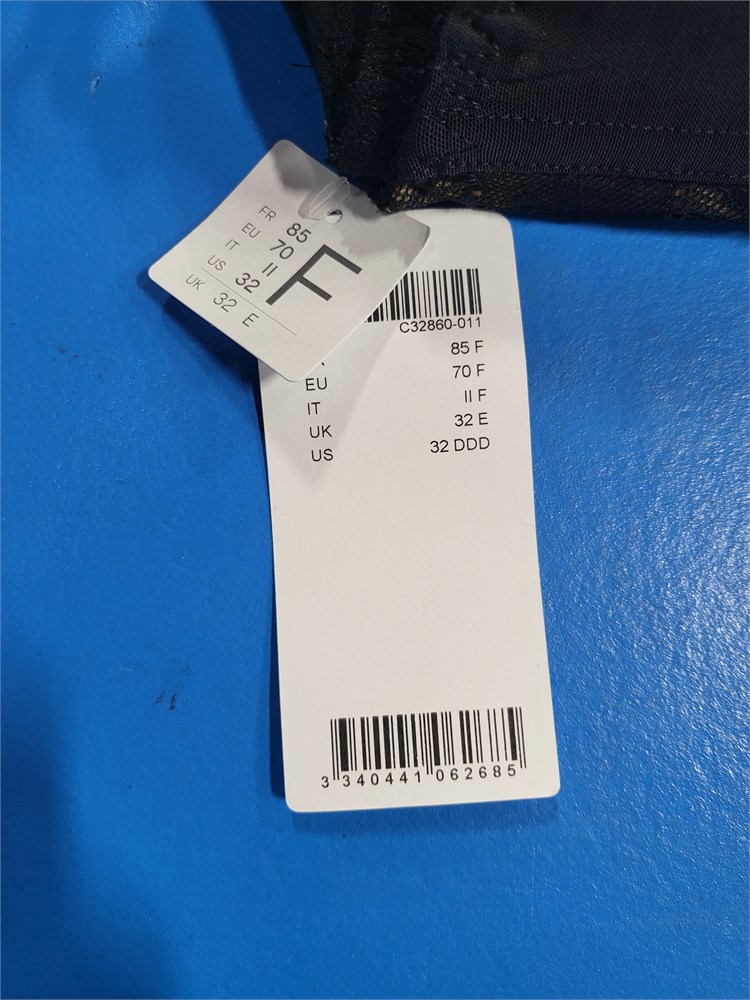 FR 85
EU 70
IT II
US 32
UK 32 E
F
C32860-011
85 F
EU 70 F
IT II F
UK 32 E
US 32 DDD
3 340441 062685